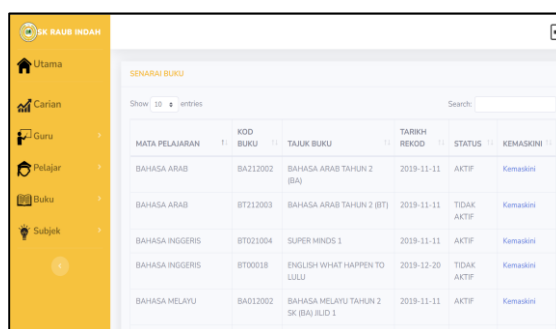 SK RAUB INDAH
Utama
Carian
Guru
Pelajar
Buku
Subjek
SENARAI BUKU
Show 10 entries
Search:
MATA PELAJARAN KOD BUKU TAJUK BUKU TARIKH REKOD STATUS KEMASKINI
BAHASA ARAB BA212002 BAHASA ARAB TAHUN 2 (BA) 2019-11-11 AKTIF Kemaskini
BAHASA ARAB BT212003 BAHASA ARAB TAHUN 2 (BT) 2019-11-11 TIDAK AKTIF Kemaskini
BAHASA INGGERIS BT021004 SUPER MINDS 1 2019-11-11 AKTIF Kemaskini
BAHASA INGGERIS BT00018 ENGLISH WHAT HAPPEN TO LULU 2019-12-20 TIDAK AKTIF Kemaskini
BAHASA MELAYU BA012002 BAHASA MELAYU TAHUN 2 SK (BA) JILID 1 2019-11-11 AKTIF Kemaskini